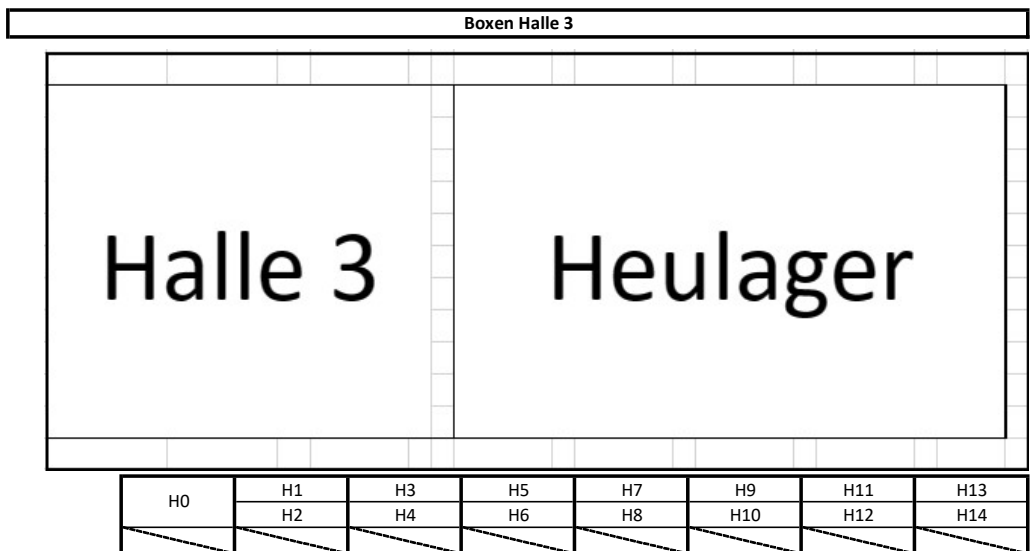 Boxen Halle 3
Halle 3 Heulager
H0 H1 H3 H5 H7 H9 H11 H13
H2 H4 H6 H8 H10 H12 H14